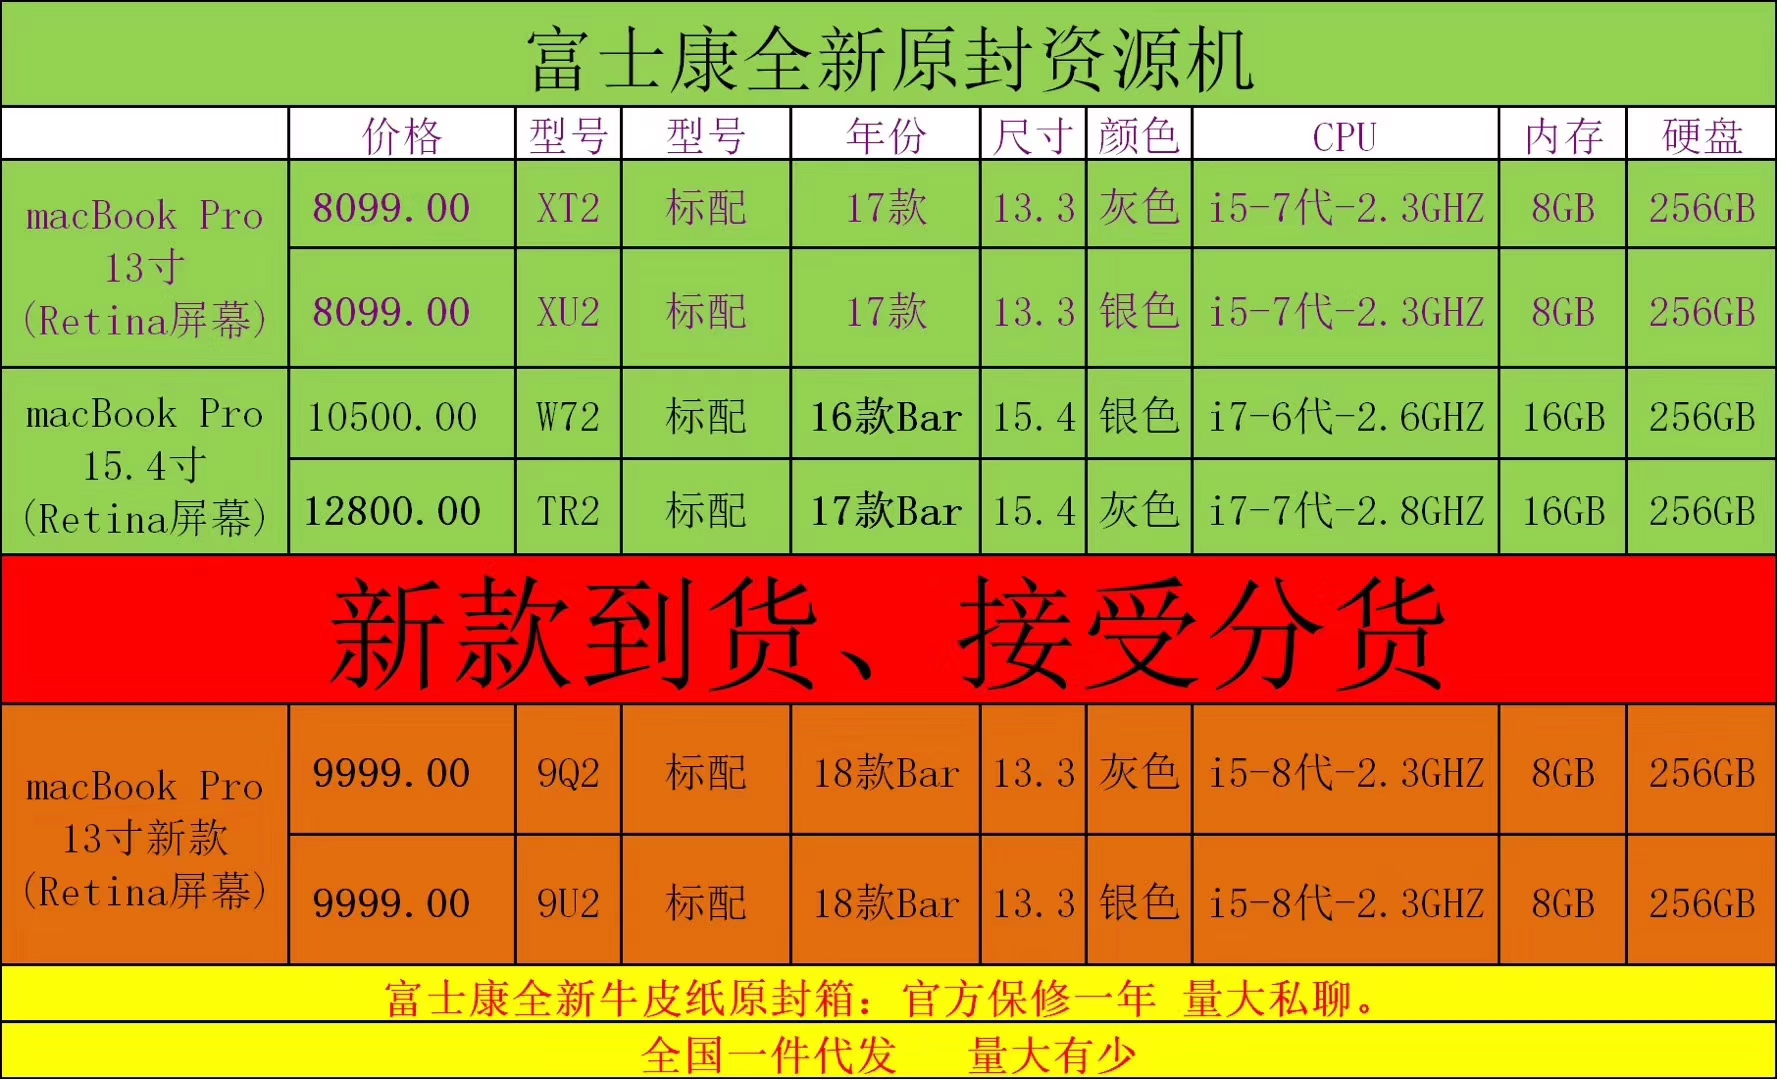 富士康全新原封资源机
价格 型号 型号 年份 尺寸 颜色 CPU 内存 硬盘
macBook Pro
13寸
(Retina屏幕)
8099.00 XT2 标配 17款 13.3 灰色 i5-7代-2.3GHZ 8GB 256GB
8099.00 XU2 标配 17款 13.3 银色 i5-7代-2.3GHZ 8GB 256GB
macBook Pro
15.4寸
(Retina屏幕)
10500.00 W72 标配 16款Bar 15.4 银色 i7-6代-2.6GHZ 16GB 256GB
12800.00 TR2 标配 17款Bar 15.4 灰色 i7-7代-2.8GHZ 16GB 256GB
新款到货、接受分货
macBook Pro
13寸新款
(Retina屏幕)
9999.00 9Q2 标配 18款Bar 13.3 灰色 i5-8代-2.3GHZ 8GB 256GB
9999.00 9U2 标配 18款Bar 13.3 银色 i5-8代-2.3GHZ 8GB 256GB
富士康全新牛皮纸原封箱：官方保修一年 量大私聊。
全国一件代发 量大有少